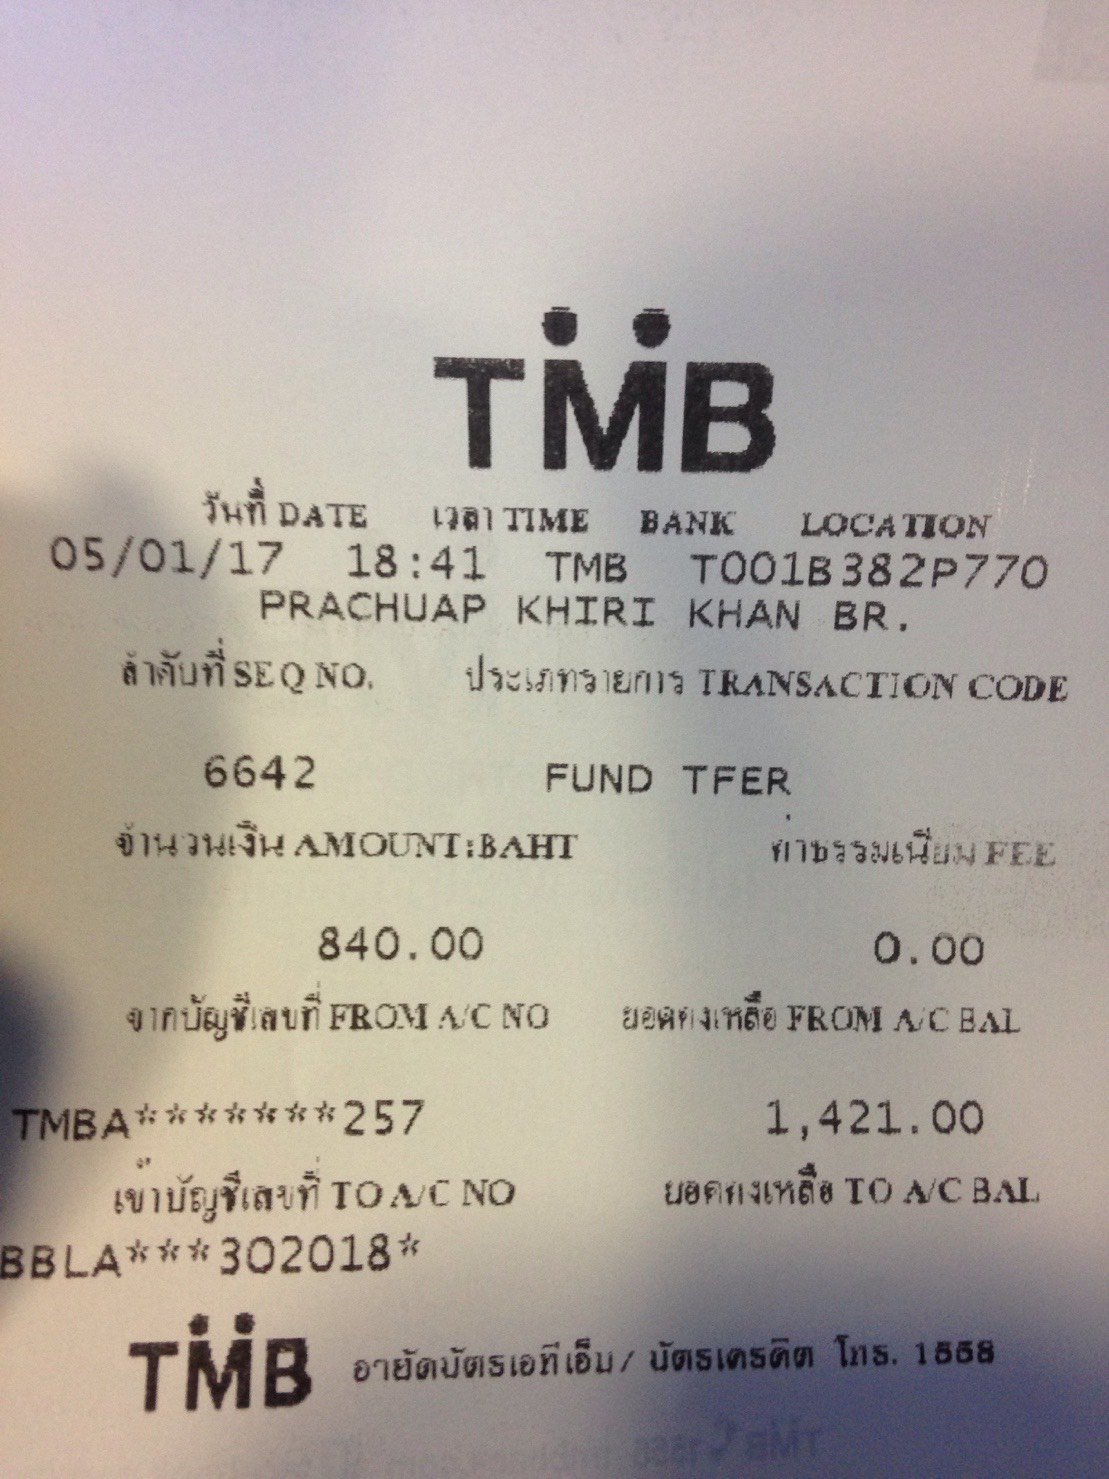 TMB
วันที่ DATE เวลา TIME BANK LOCATION
05/01/17 18:41 TMB T001B382P770
PRACHUAP KHIRI KHAN BR.
ลำดับที่ SEQ NO. ประเภทรายการ TRANSACTION CODE
6642 FUND TFER
จำนวนเงิน AMOUNT:BAHT ค่าธรรมเนียม FEE
840.00 0.00
จากบัญชีเลขที่ FROM A/C NO ยอดคงเหลือ FROM A/C BAL
TMBA*******257 1,421.00
เข้าบัญชีเลขที่ TO A/C NO ยอดคงเหลือ TO A/C BAL
BBLA***302018*
TMB อายัดบัตรเอทีเอ็ม/ บัตรเครดิต โทร. 1558